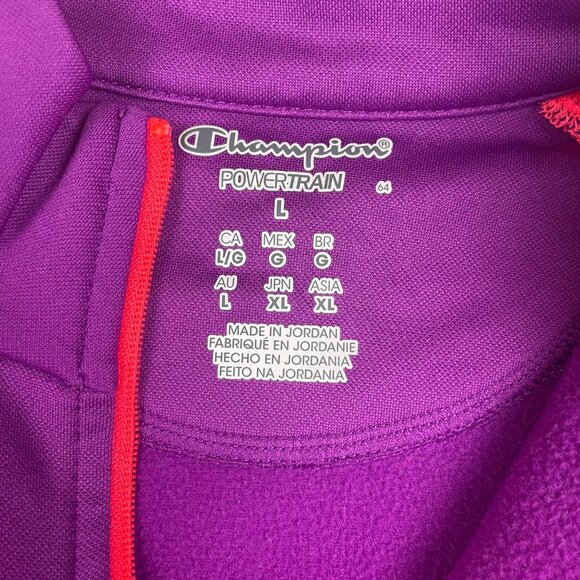 Champion®
POWERTRAIN
64
L
CA MEX BR
L/G G G
AU JPN ASIA
L XL XL
MADE IN JORDAN
FABRIQUÉ EN JORDANIE
HECHO EN JORDANIA
FEITO NA JORDANIA